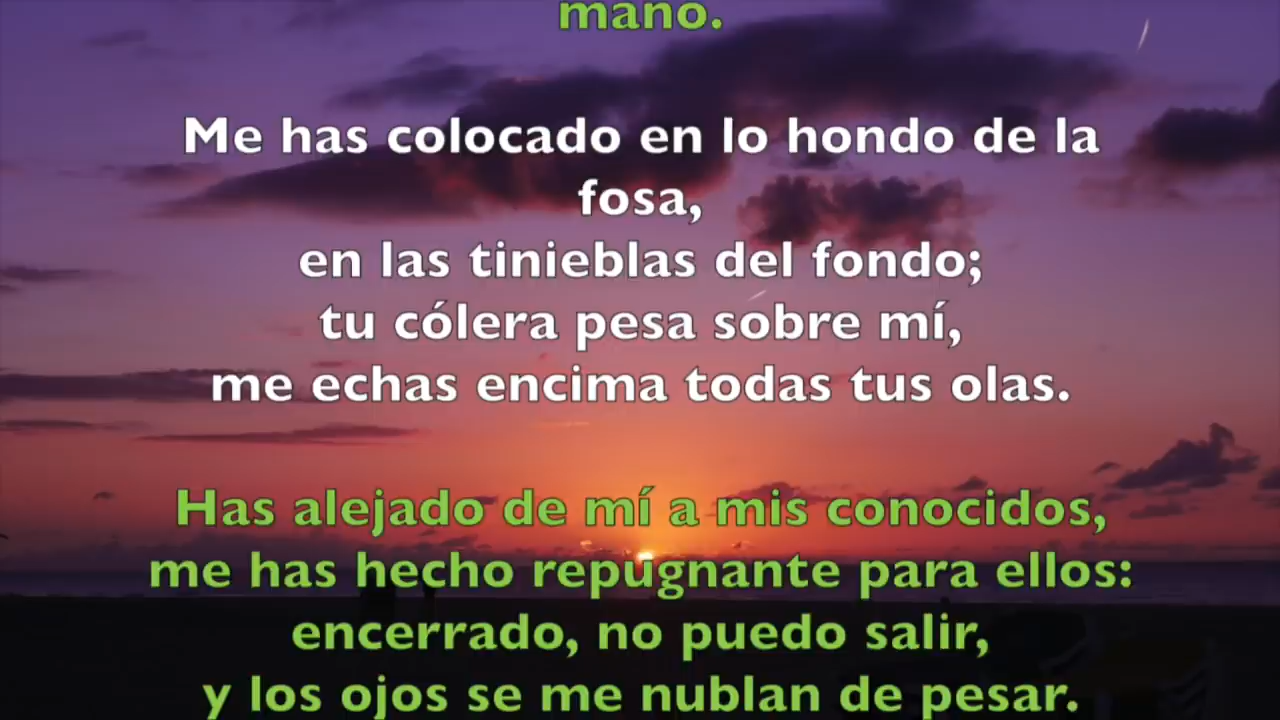 mano.
Me has colocado en lo hondo de la
fosa,
en las tinieblas del fondo;
tu cólera pesa sobre mí,
me echas encima todas tus olas.
Has alejado de mí a mis conocidos,
me has hecho repugnante para ellos:
encerrado, no puedo salir,
y los ojos se me nublan de pesar.